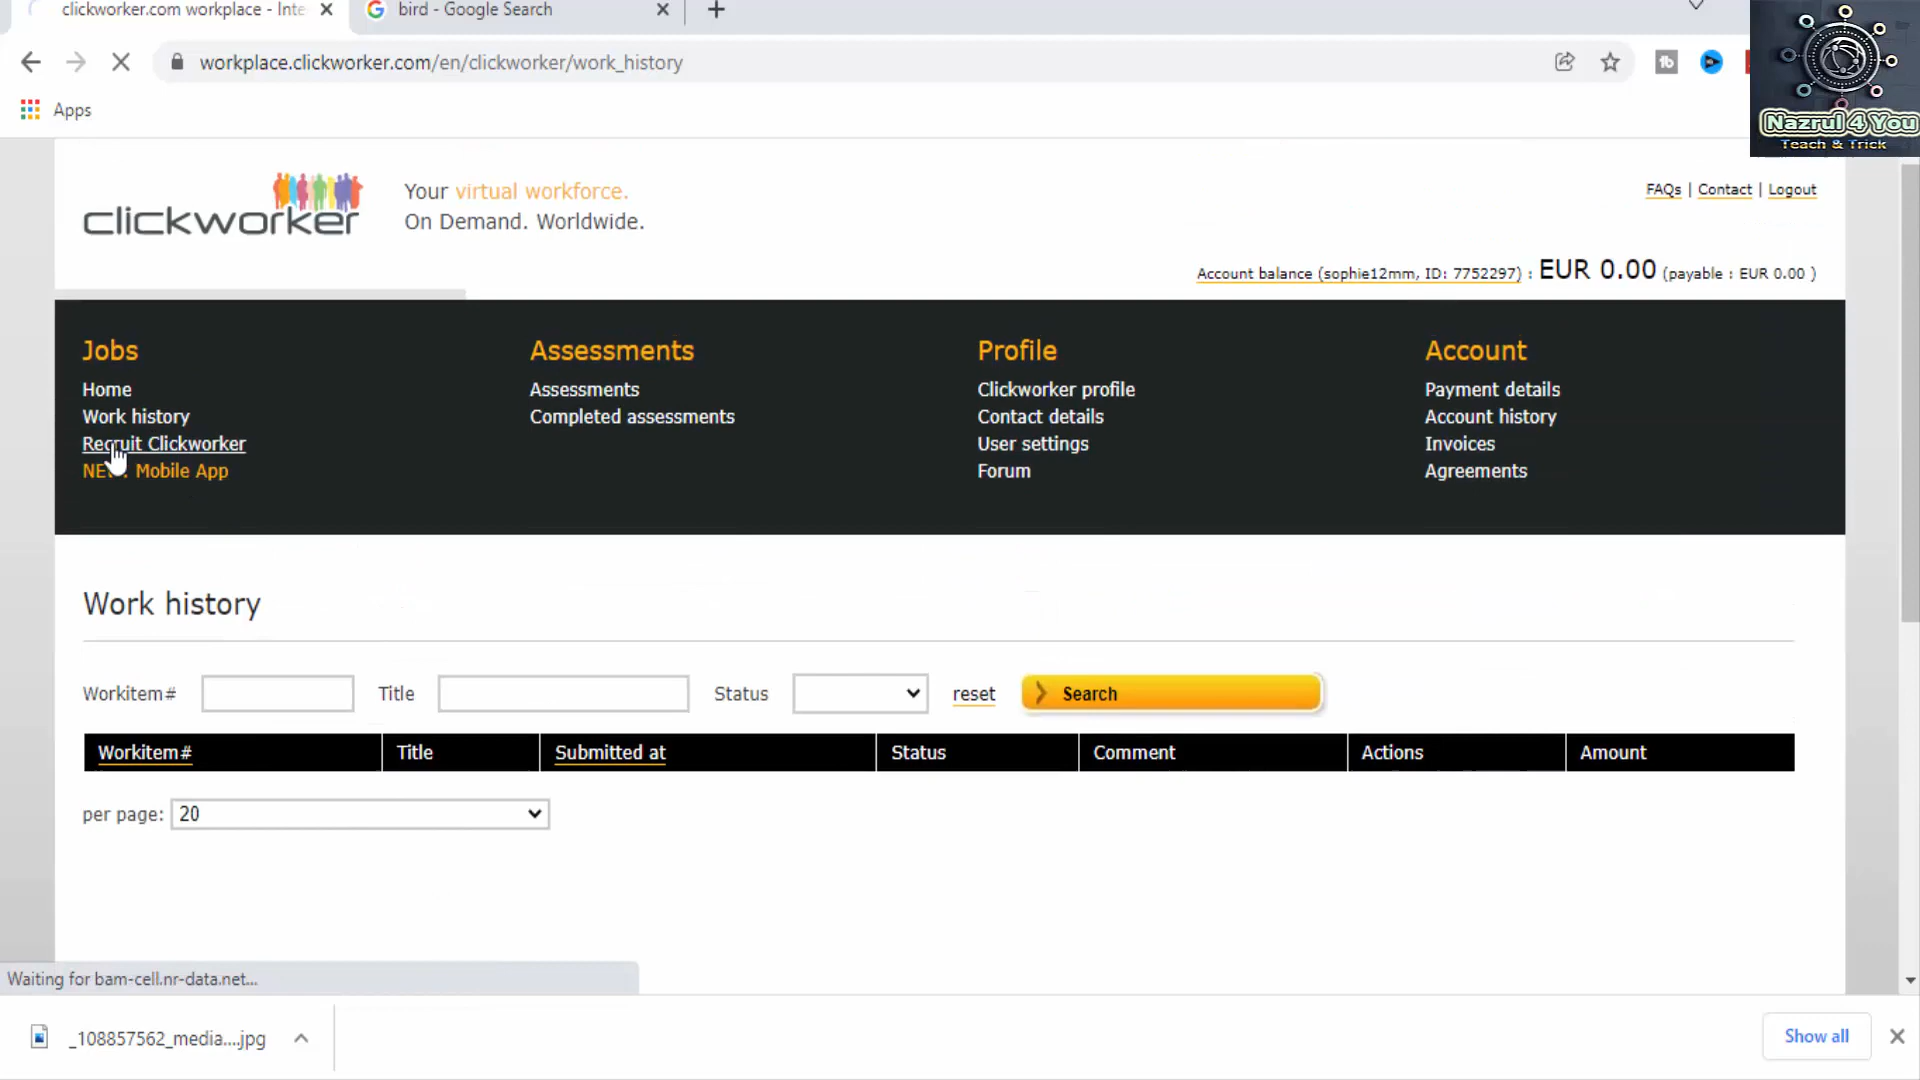 clickworker.com workplace - Inte
bird - Google Search
workplace.clickworker.com/en/clickworker/work_history
Apps
Nazrul 4 You
Teach & Trick
clickworker
Your virtual workforce.
On Demand. Worldwide.
FAQs | Contact | Logout
Account balance (sophie12mm, ID: 7752297) : EUR 0.00 (payable : EUR 0.00 )
Jobs
Home
Work history
Recruit Clickworker
Mobile App
Assessments
Assessments
Completed assessments
Profile
Clickworker profile
Contact details
User settings
Forum
Account
Payment details
Account history
Invoices
Agreements
Work history
Workitem# Title Status reset Search
Workitem# Title Submitted at Status Comment Actions Amount
per page: 20
Waiting for bam-cell.nr-data.net...
_108857562_media....jpg
Show all